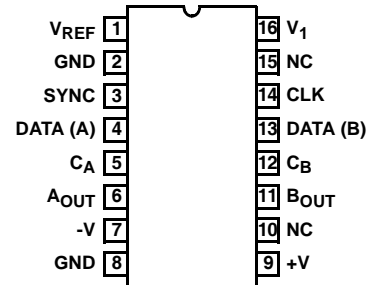 VREF 1 16 V1
GND 2 15 NC
SYNC 3 14 CLK
DATA (A) 4 13 DATA (B)
CA 5 12 CB
AOUT 6 11 BOUT
-V 7 10 NC
GND 8 9 +V